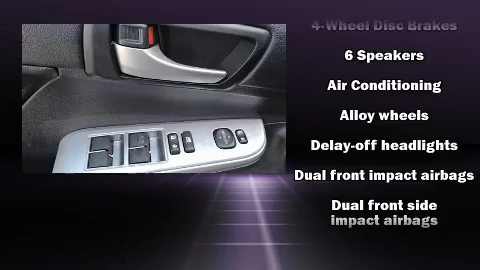 4-Wheel Disc Brakes
6 Speakers
Air Conditioning
Alloy wheels
Delay-off headlights
Dual front impact airbags
Dual front side
impact airbags